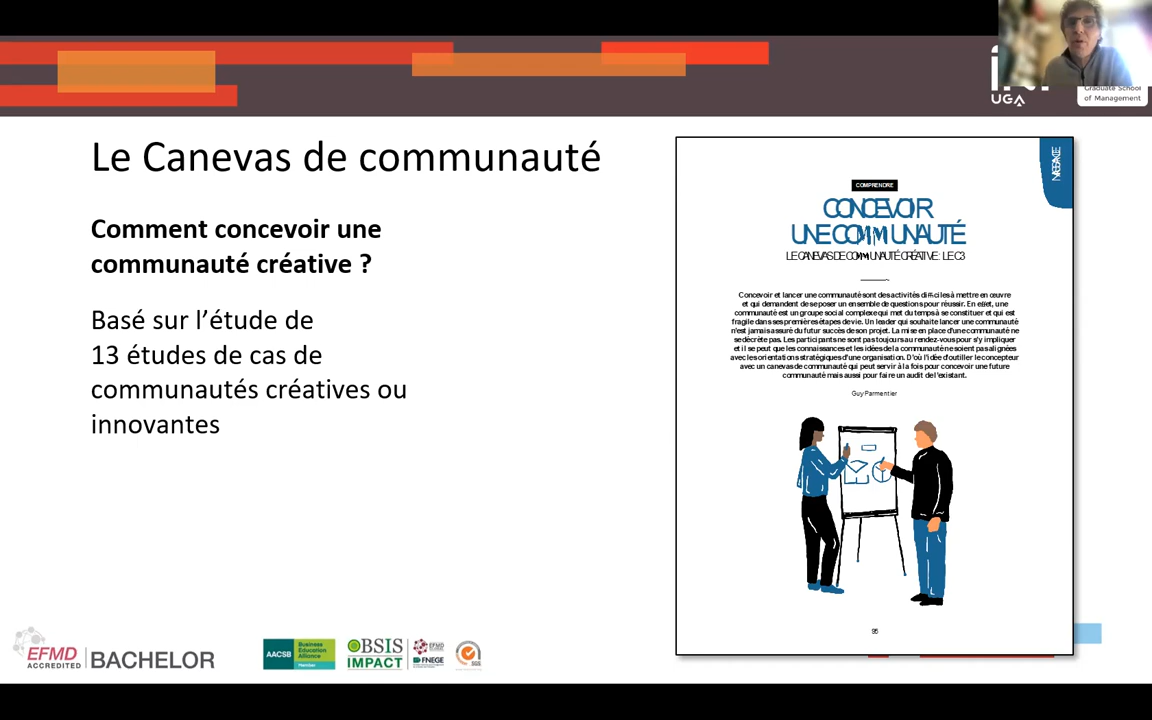 UGA
Graduate School
of Management
Le Canevas de communauté
Comment concevoir une
communauté créative ?
Basé sur l’étude de
13 études de cas de
communautés créatives ou
innovantes
COMPRENDRE
CONCEVOIR
UNE COMMUNAUTÉ
LE CANEVAS DE COMMUNAUTÉ CRÉATIVE : LE C3
Concevoir et lancer une communauté sont des activités difficiles à mettre en œuvre
et qui demandent de se poser un ensemble de questions pour réussir. En effet, une
communauté est un groupe social complexe qui met du temps à se constituer et qui est
fragile dans ses premières étapes de vie. Un leader qui souhaite lancer une communauté
n'est jamais assuré du futur succès de son projet. La mise en place d'une communauté ne
se décrète pas. Les participants ne sont pas toujours au rendez-vous pour s'y impliquer
et il se peut que les connaissances et les idées de la communauté ne soient pas alignées
avec les orientations stratégiques d'une organisation. D'où l'idée d'outiller le concepteur
avec un canevas de communauté qui peut servir à la fois pour concevoir une future
communauté mais aussi pour faire un audit de l'existant.
Guy Parmentier
95
EFMD
ACCREDITED
BACHELOR
AACSB
Business
Education
Alliance
Member
BSIS
IMPACT
EFMD
FNEGE
SGS